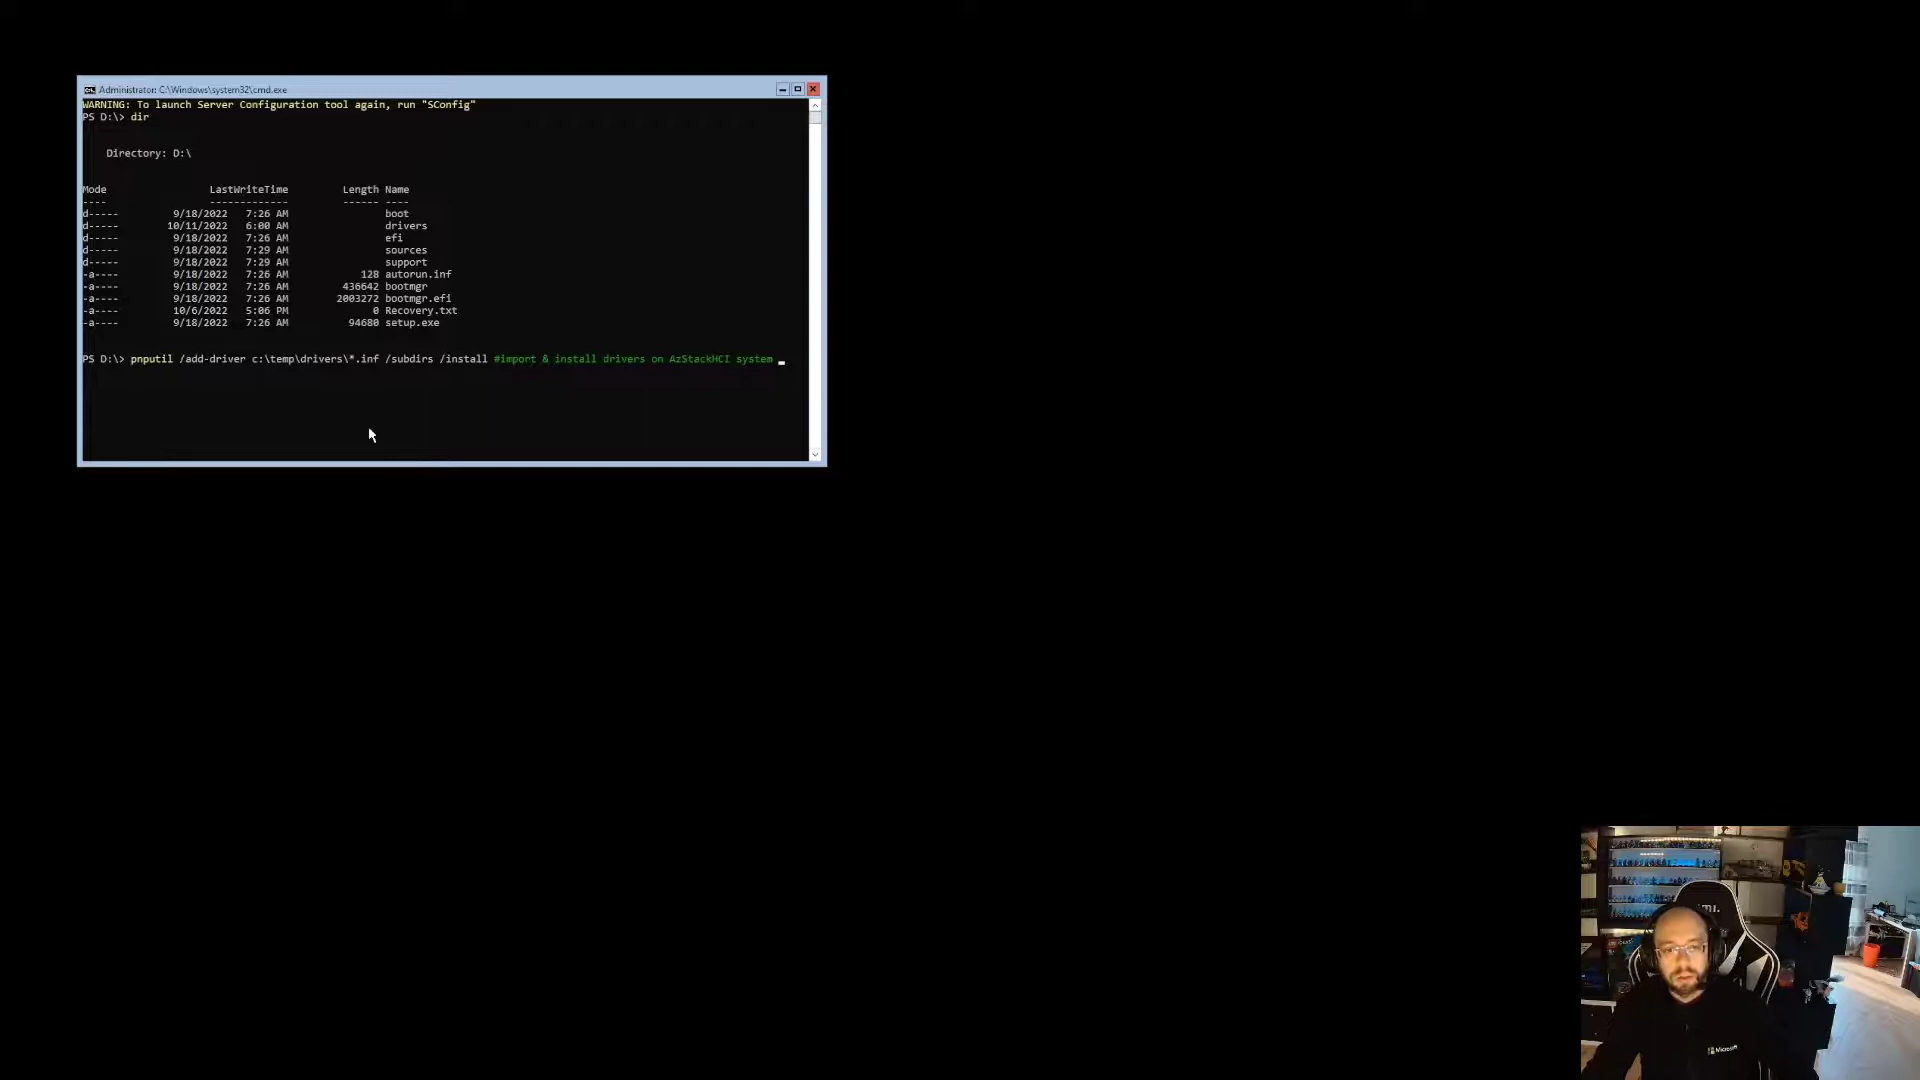 Administrator: C:\Windows\system32\cmd.exe
WARNING: To launch Server Configuration tool again, run "SConfig"
PS D:\> dir
Directory: D:\
Mode LastWriteTime Length Name
---- ------------- ------ ----
d----- 9/18/2022 7:26 AM boot
d----- 10/11/2022 6:00 AM drivers
d----- 9/18/2022 7:26 AM efi
d----- 9/18/2022 7:29 AM sources
d----- 9/18/2022 7:29 AM support
-a---- 9/18/2022 7:26 AM 128 autorun.inf
-a---- 9/18/2022 7:26 AM 436642 bootmgr
-a---- 9/18/2022 7:26 AM 2003272 bootmgr.efi
-a---- 10/6/2022 5:06 PM 0 Recovery.txt
-a---- 9/18/2022 7:26 AM 94680 setup.exe
PS D:\> pnputil /add-driver c:\temp\drivers\*.inf /subdirs /install #import & install drivers on AzStackHCI system
Microsoft